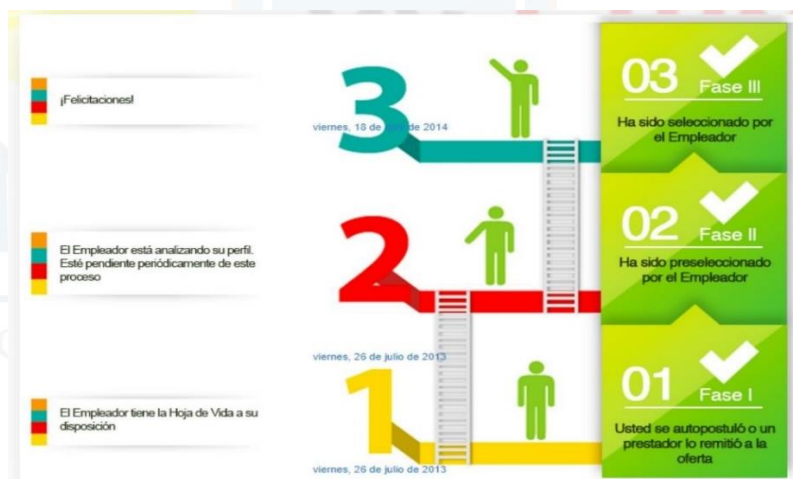 ¡Felicitaciones!
3
viernes, 18 de de 2014
03
Fase III
Ha sido seleccionado por
el Empleador
El Empleador está analizando su perfil.
Esté pendiente periódicamente de este
proceso
2
viernes, 26 de julio de 2013
02
Fase II
Ha sido preseleccionado
por el Empleador
El Empleador tiene la Hoja de Vida a su
disposición
1
viernes, 26 de julio de 2013
01
Fase I
Usted se autopostuló o un
prestador lo remitió a la
oferta